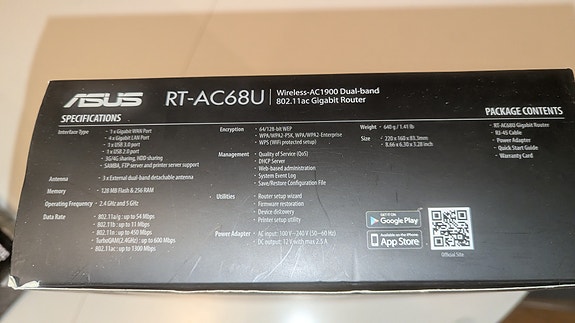 ASUS RT-AC68U Wireless-AC1900 Dual-band
802.11ac Gigabit Router
SPECIFICATIONS
Interface Type
• 1 x Gigabit WAN Port
• 4 x Gigabit LAN Port
• 1 x USB 3.0 port
• 1 x USB 2.0 port
• 3G/4G sharing, HDD sharing
• SAMBA, FTP server and printer server support
Antenna
• 3 x External dual-band detachable antenna
Memory
• 128 MB Flash & 256 RAM
Operating Frequency
• 2.4 GHz and 5 GHz
Data Rate
• 802.11a/g : up to 54 Mbps
• 802.11b : up to 11 Mbps
• 802.11n : up to 450 Mbps
• TurboQAM(2.4GHz) : up to 600 Mbps
• 802.11ac : up to 1300 Mbps
Encryption
• 64/128-bit WEP
• WPA/WPA2-PSK, WPA/WPA2-Enterprise
• WPS (WiFi protected setup)
Management
• Quality of Service (QoS)
• DHCP Server
• Web-based administration
• System Event Log
• Save/Restore Configuration File
Utilities
• Router setup wizard
• Firmware restoration
• Device discovery
• Printer setup utility
Power Adapter
• AC input: 100 V~240 V (50~60 Hz)
• DC output: 12 V with max 2.5 A
Weight
• 640 g / 1.41 lb
Size
• 220 x 160 x 83.3mm
• 8.66 x 6.30 x 3.28 inch
GET IT ON
Google Play
Available on the iPhone
App Store
Official Site
PACKAGE CONTENTS
RT-AC68U Gigabit Router
RJ-45 Cable
Power Adapter
Quick Start Guide
Warranty Card